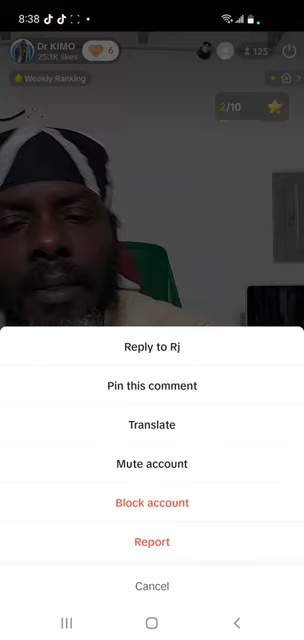 8:38
Dr KIMO
25.1K likes
6
125
Weekly Ranking
2/10
Reply to Rj
Pin this comment
Translate
Mute account
Block account
Report
Cancel